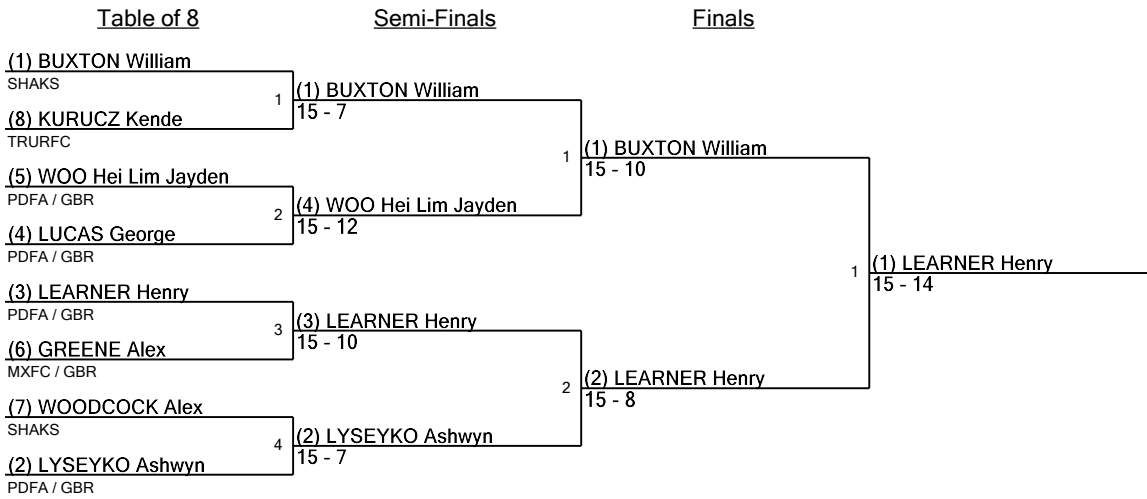 Table of 8 Semi-Finals Finals
(1) BUXTON William
SHAKS
1
(8) KURUCZ Kende
TRURFC
(5) WOO Hei Lim Jayden
PDFA / GBR
2
(4) LUCAS George
PDFA / GBR
(3) LEARNER Henry
PDFA / GBR
3
(6) GREENE Alex
MXFC / GBR
(7) WOODCOCK Alex
SHAKS
4
(2) LYSEYKO Ashwyn
PDFA / GBR
(1) BUXTON William
15 - 7
1
(4) WOO Hei Lim Jayden
15 - 12
(3) LEARNER Henry
15 - 10
2
(2) LYSEYKO Ashwyn
15 - 7
(1) BUXTON William
15 - 10
1
(2) LEARNER Henry
15 - 8
(1) LEARNER Henry
15 - 14